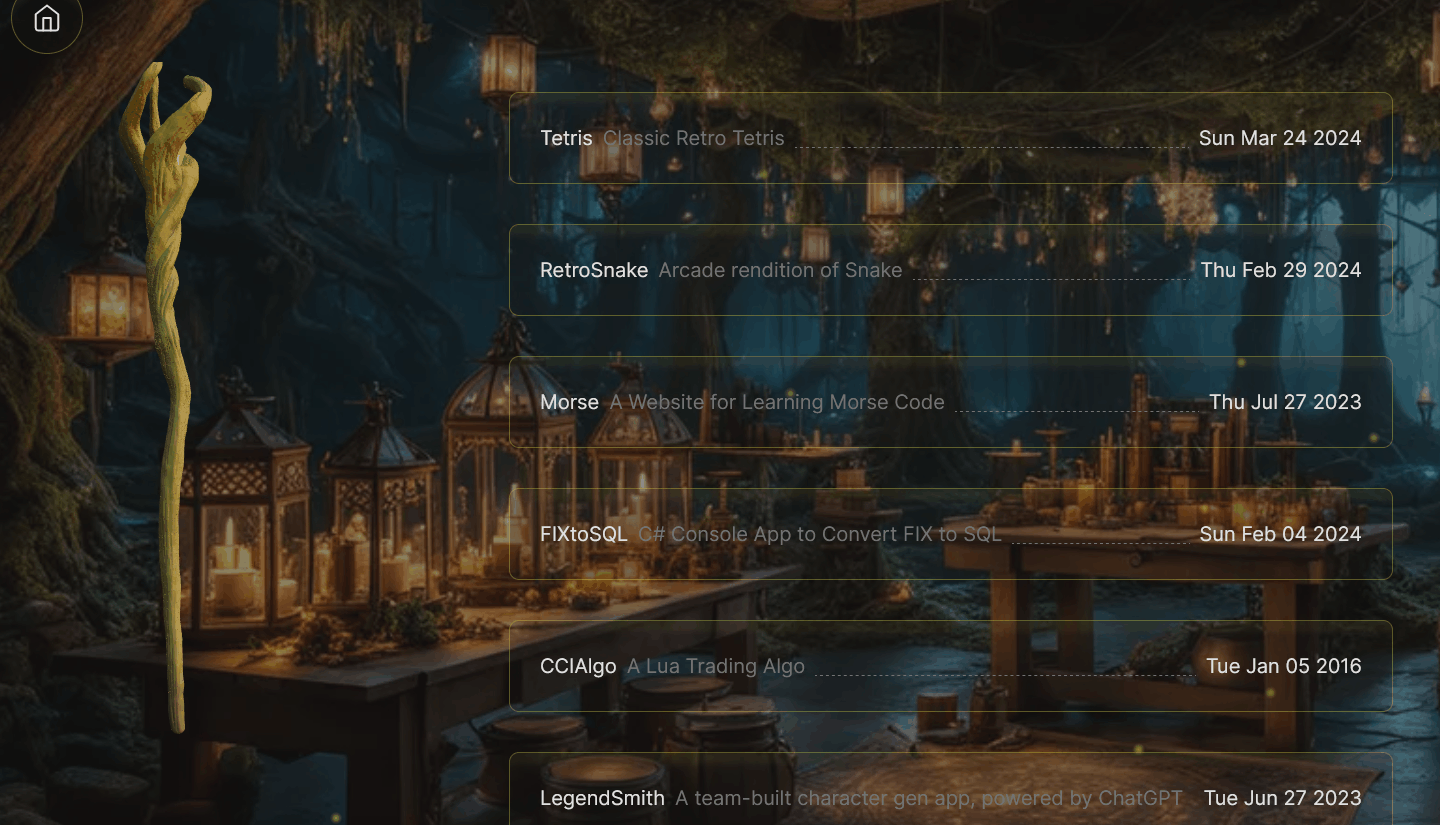 Tetris Classic Retro Tetris Sun Mar 24 2024
RetroSnake Arcade rendition of Snake Thu Feb 29 2024
Morse A Website for Learning Morse Code Thu Jul 27 2023
FIXtoSQL C# Console App to Convert FIX to SQL Sun Feb 04 2024
CCIAlgo A Lua Trading Algo Tue Jan 05 2016
LegendSmith A team-built character gen app, powered by ChatGPT Tue Jun 27 2023